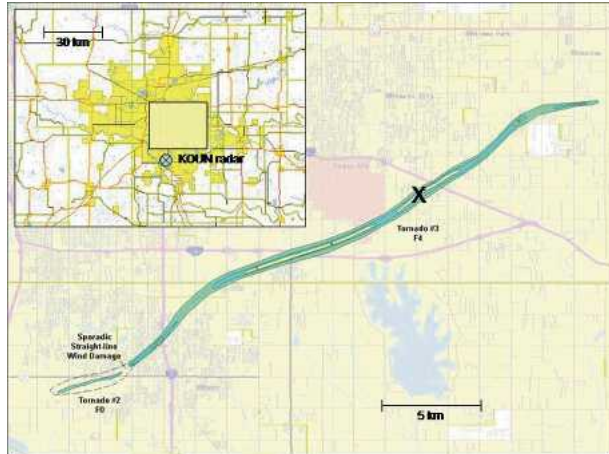 30 km
KOUN radar
X
Tornado #3
F4
Sporadic
Straight-line
Wind Damage
Tornado #2
F0
5 km